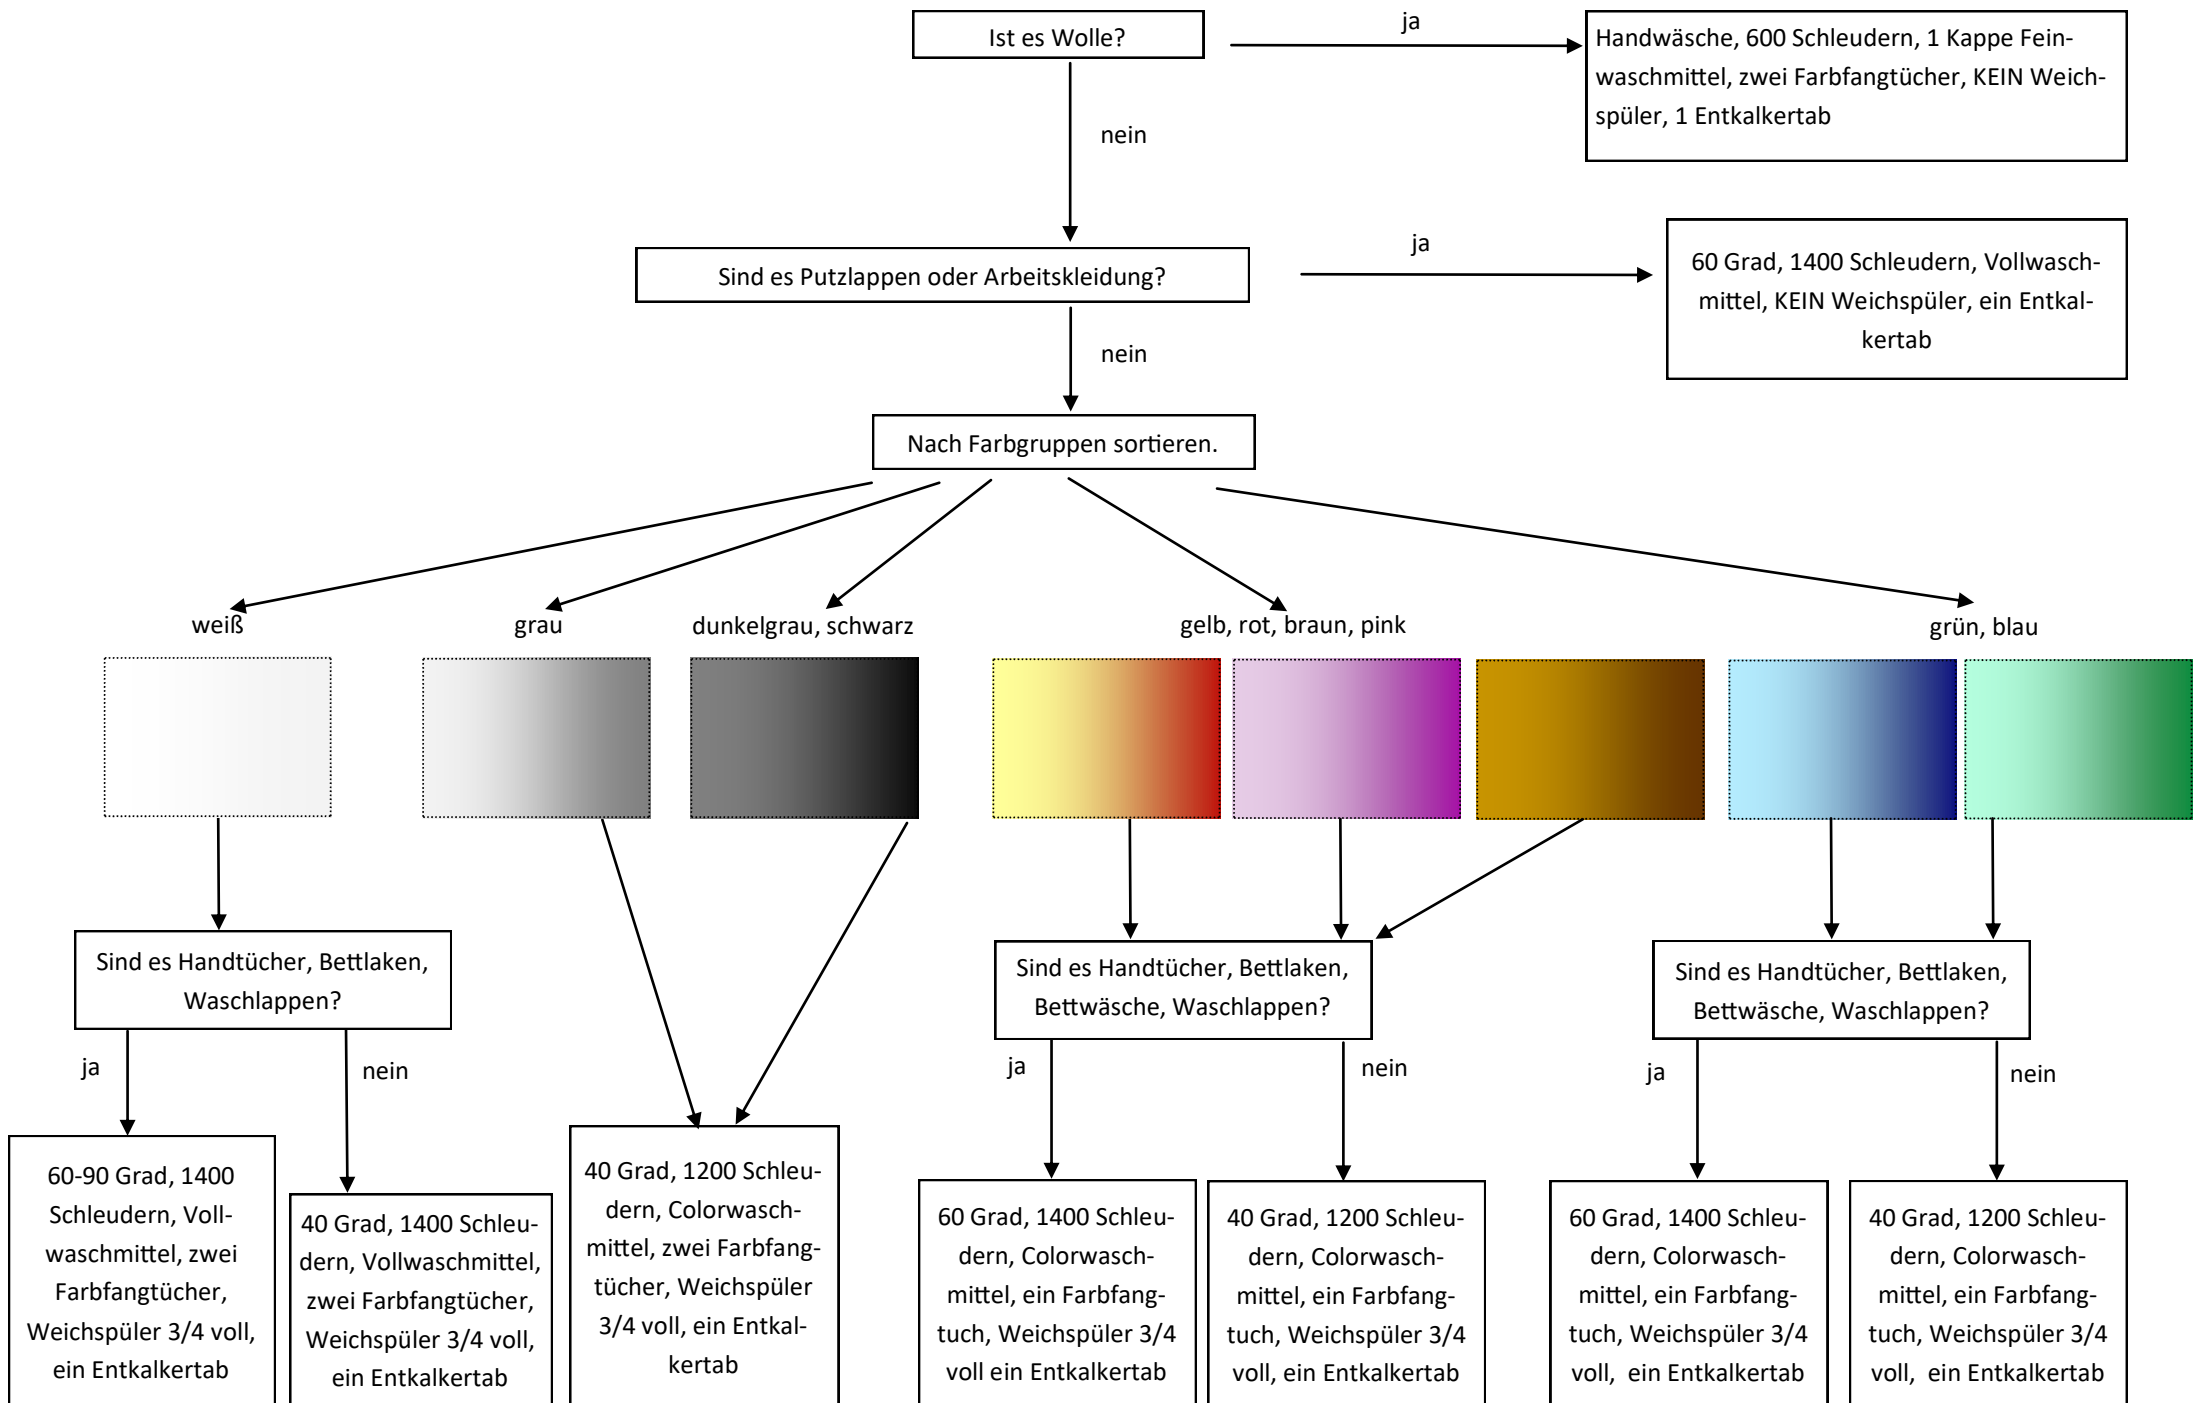 Ist es Wolle?
ja
Handwäsche, 600 Schleudern, 1 Kappe Fein-
waschmittel, zwei Farbfangtücher, KEIN Weich-
spüler, 1 Entkalkertab
nein
Sind es Putzlappen oder Arbeitskleidung?
ja
60 Grad, 1400 Schleudern, Vollwasch-
mittel, KEIN Weichspüler, ein Entkal-
kertab
nein
Nach Farbgruppen sortieren.
weiß
grau
dunkelgrau, schwarz
gelb, rot, braun, pink
grün, blau
Sind es Handtücher, Bettlaken,
Waschlappen?
Sind es Handtücher, Bettlaken,
Bettwäsche, Waschlappen?
Sind es Handtücher, Bettlaken,
Bettwäsche, Waschlappen?
ja
nein
ja
nein
ja
nein
60-90 Grad, 1400
Schleudern, Voll-
waschmittel, zwei
Farbfangtücher,
Weichspüler 3/4 voll,
ein Entkalkertab
40 Grad, 1400 Schleu-
dern, Vollwaschmittel,
zwei Farbfangtücher,
Weichspüler 3/4 voll,
ein Entkalkertab
40 Grad, 1200 Schleu-
dern, Colorwasch-
mittel, zwei Farbfang-
tücher, Weichspüler
3/4 voll, ein Entkal-
kertab
60 Grad, 1400 Schleu-
dern, Colorwasch-
mittel, ein Farbfang-
tuch, Weichspüler 3/4
voll ein Entkalkertab
40 Grad, 1200 Schleu-
dern, Colorwasch-
mittel, ein Farbfang-
tuch, Weichspüler 3/4
voll, ein Entkalkertab
60 Grad, 1400 Schleu-
dern, Colorwasch-
mittel, ein Farbfang-
tuch, Weichspüler 3/4
voll,  ein Entkalkertab
40 Grad, 1200 Schleu-
dern, Colorwasch-
mittel, ein Farbfang-
tuch, Weichspüler 3/4
voll,  ein Entkalkertab